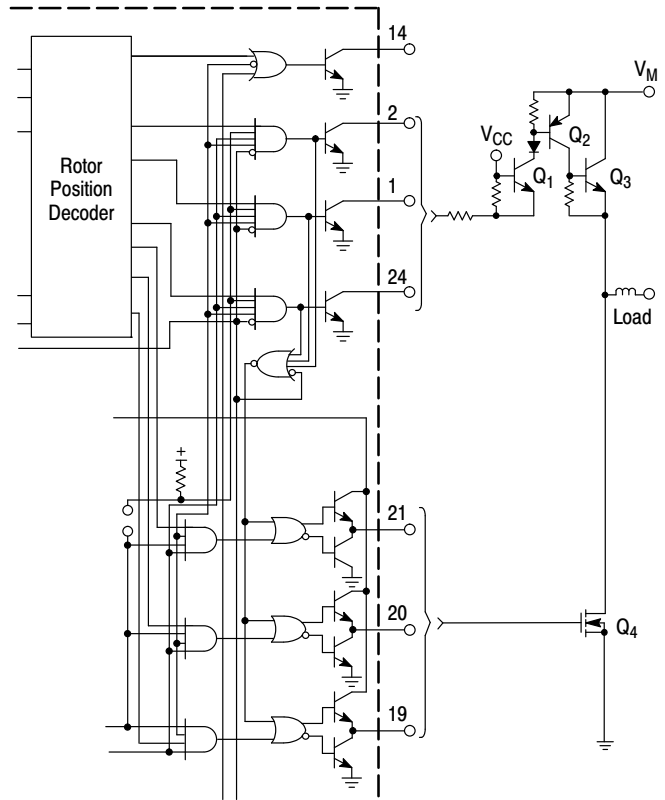 14
V_M
2
V_CC
Q_2
Q_1
Q_3
Rotor
Position
Decoder
1
24
Load
+
21
20
Q_4
19